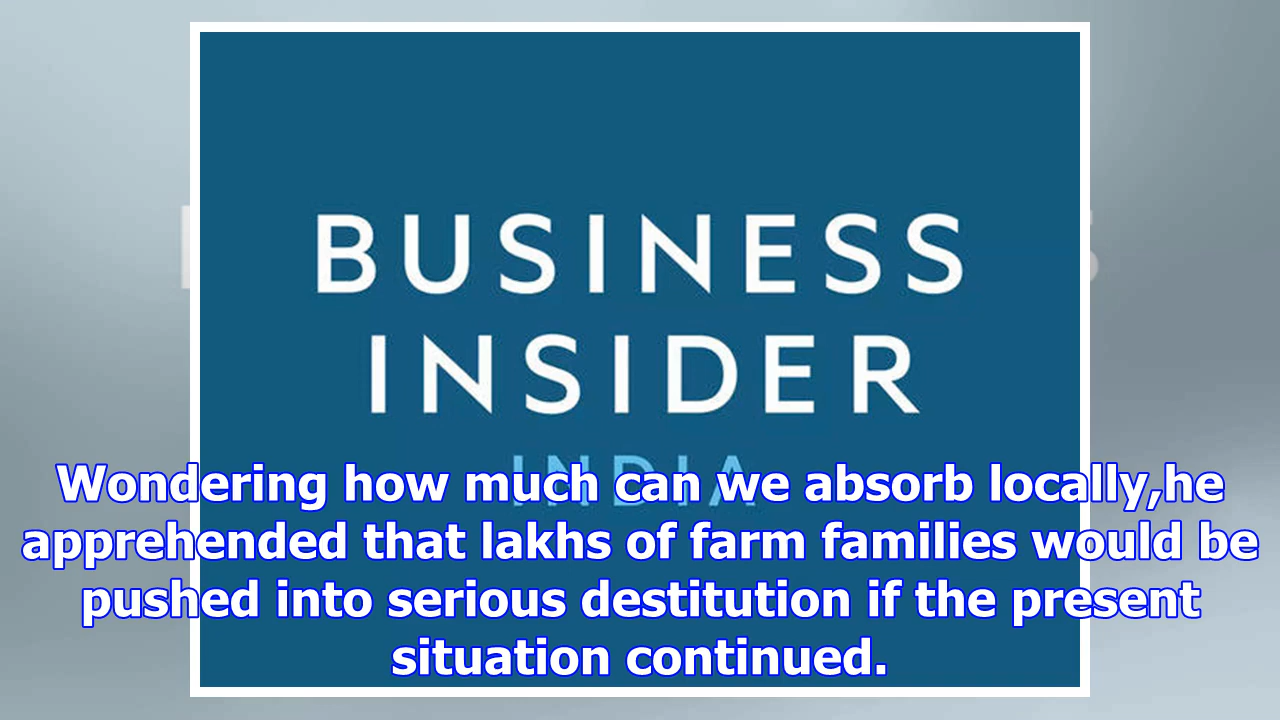 BUSINESS
INSIDER
INDIA
Wondering how much can we absorb locally,he
apprehended that lakhs of farm families would be
pushed into serious destitution if the present
situation continued.